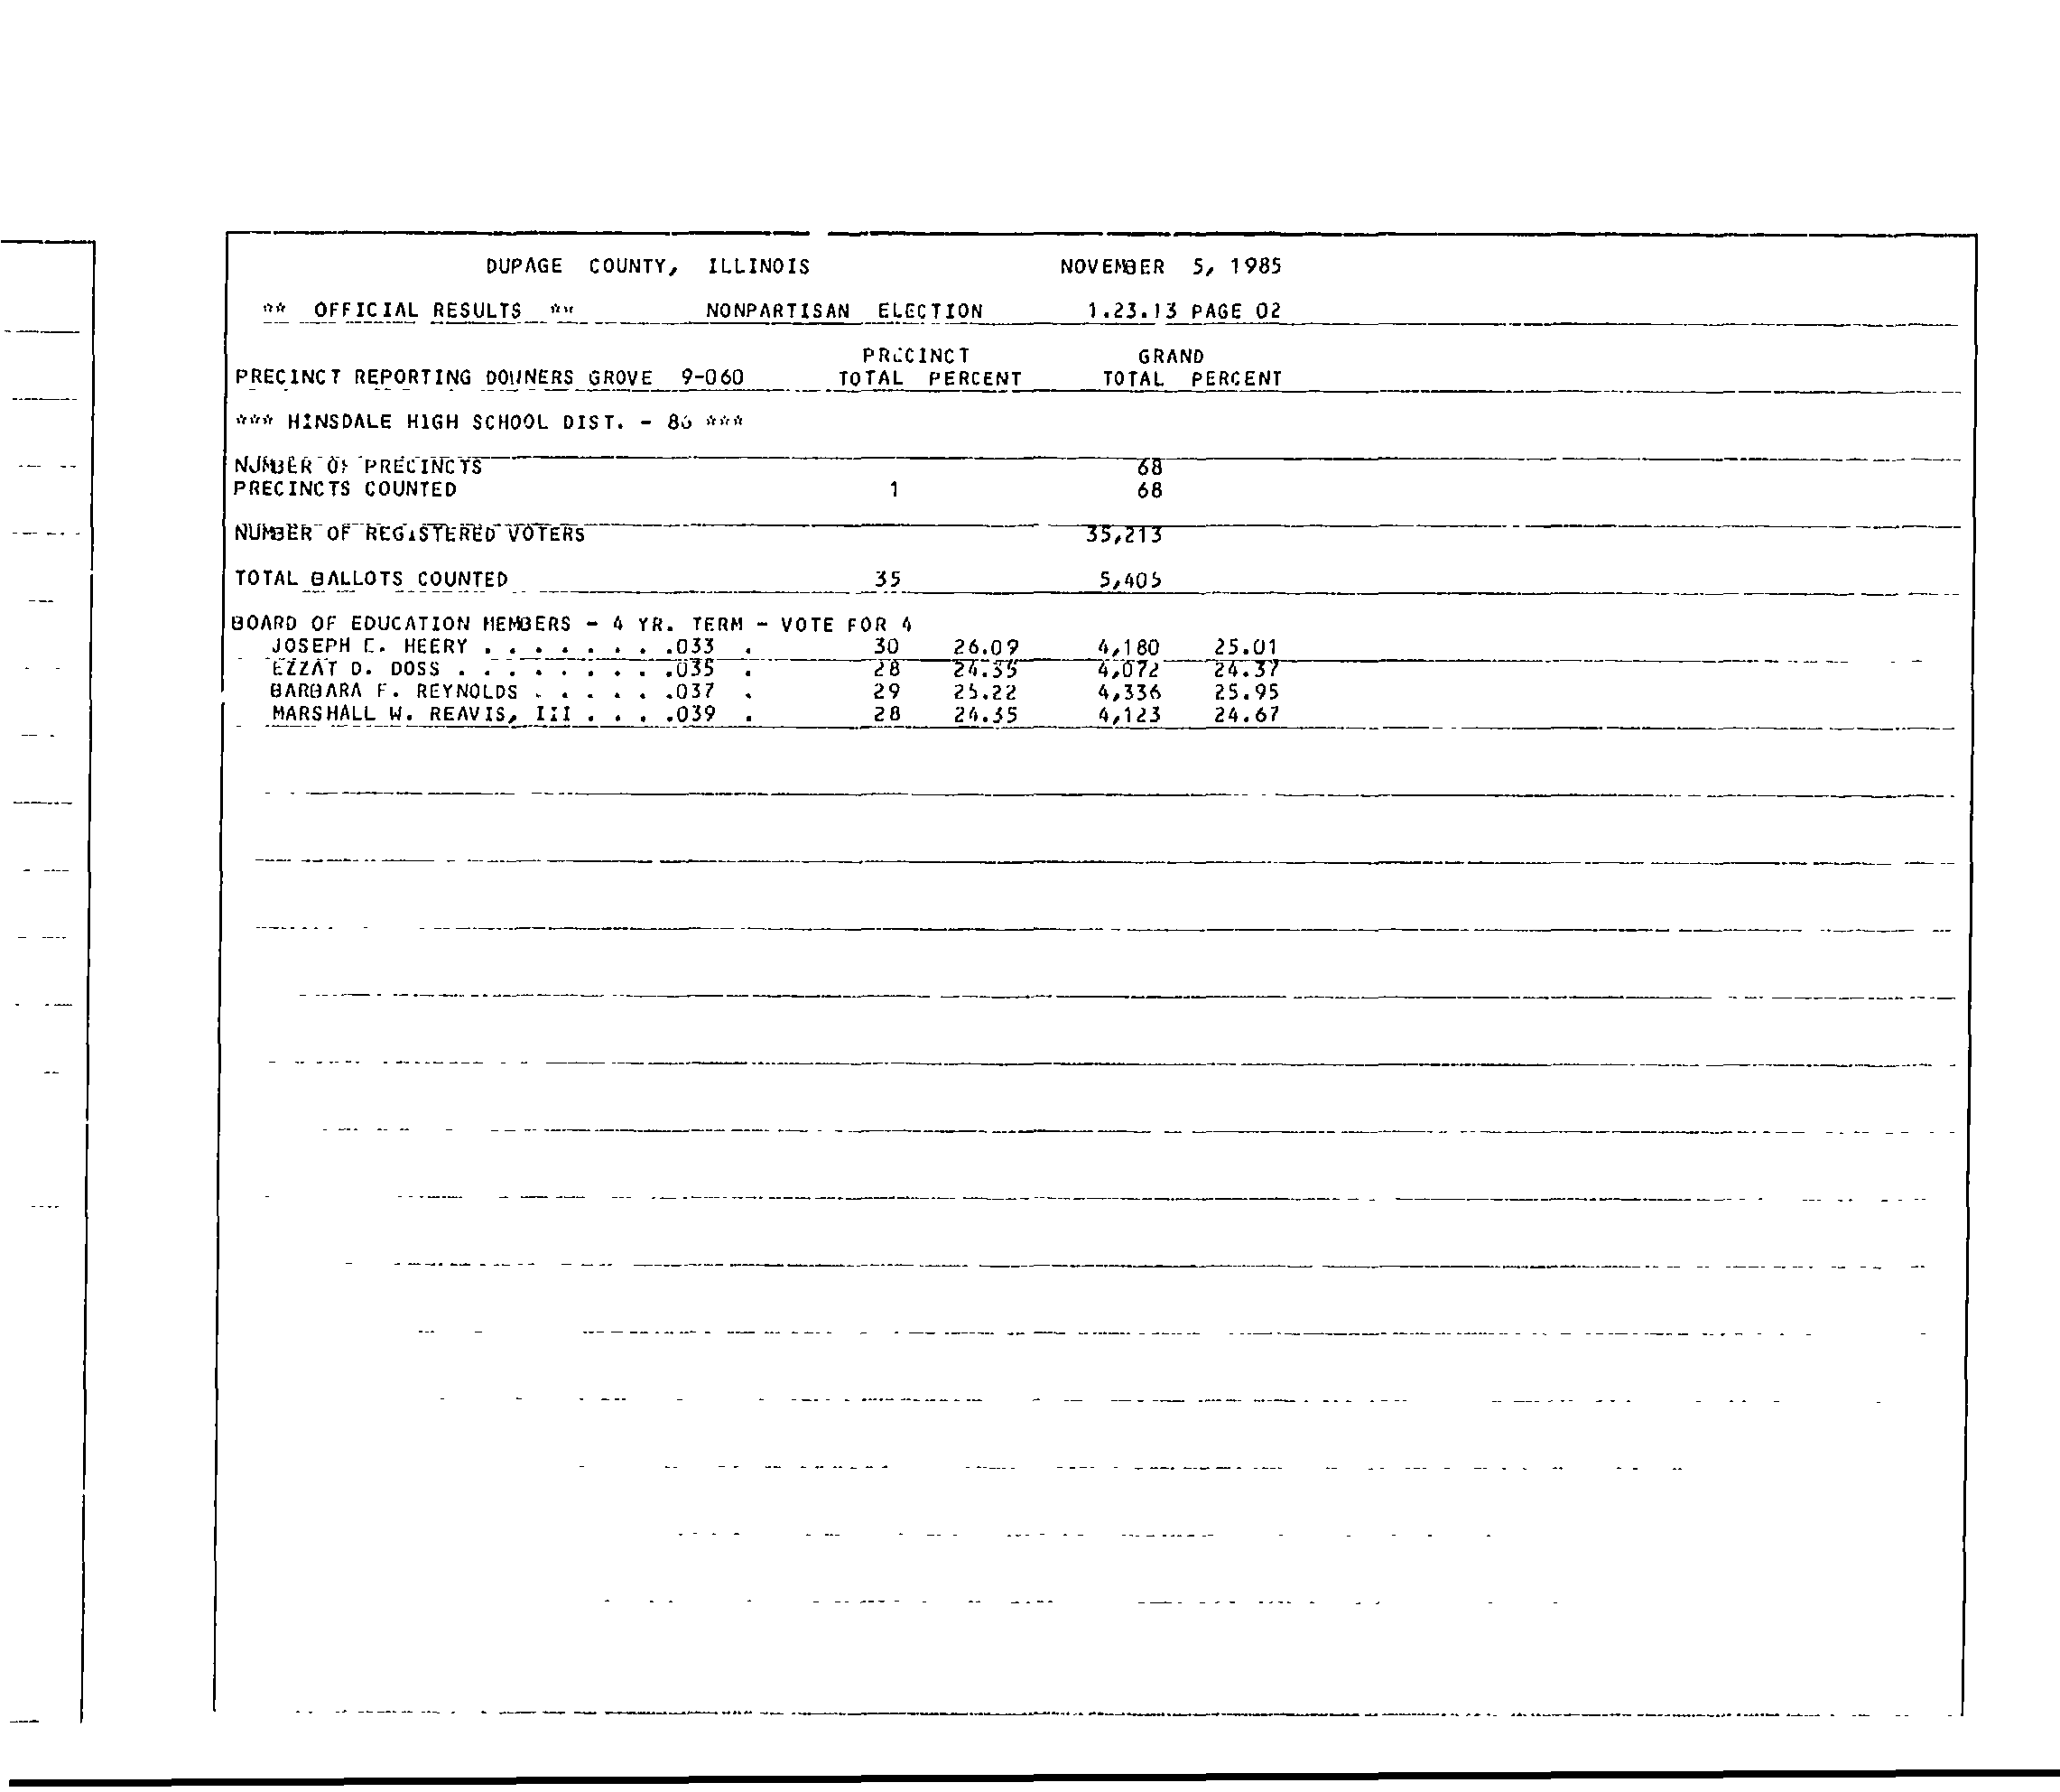 DUPAGE COUNTY, ILLINOIS NOVEMBER 5, 1985
** OFFICIAL RESULTS ** NONPARTISAN ELECTION 1.23.13 PAGE 02
PRECINCT GRAND
PRECINCT REPORTING DOWNERS GROVE 9-060 TOTAL PERCENT TOTAL PERCENT
*** HINSDALE HIGH SCHOOL DIST. - 86 ***
NUMBER OF PRECINCTS 68
PRECINCTS COUNTED 1 68
NUMBER OF REGISTERED VOTERS 35,213
TOTAL BALLOTS COUNTED 35 5,405
BOARD OF EDUCATION MEMBERS - 4 YR. TERM - VOTE FOR 4
JOSEPH E. HEERY . . . . . . . .033 . 30 26.09 4,180 25.01
EZZAT D. DOSS . . . . . . . . .035 . 28 24.35 4,072 24.37
BARBARA F. REYNOLDS . . . . . .037 . 29 25.22 4,336 25.95
MARSHALL W. REAVIS, III . . . .039 . 28 24.35 4,123 24.67